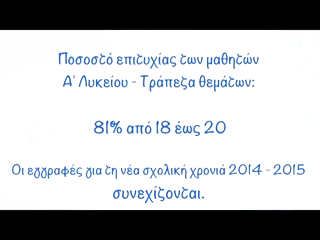 Ποσοστό επιτυχίας των μαθητών
Α' Λυκείου - Τράπεζα θεμάτων:
81% από 18 έως 20
Οι εγγραφές για τη νέα σχολική χρονιά 2014 - 2015
συνεχίζονται.